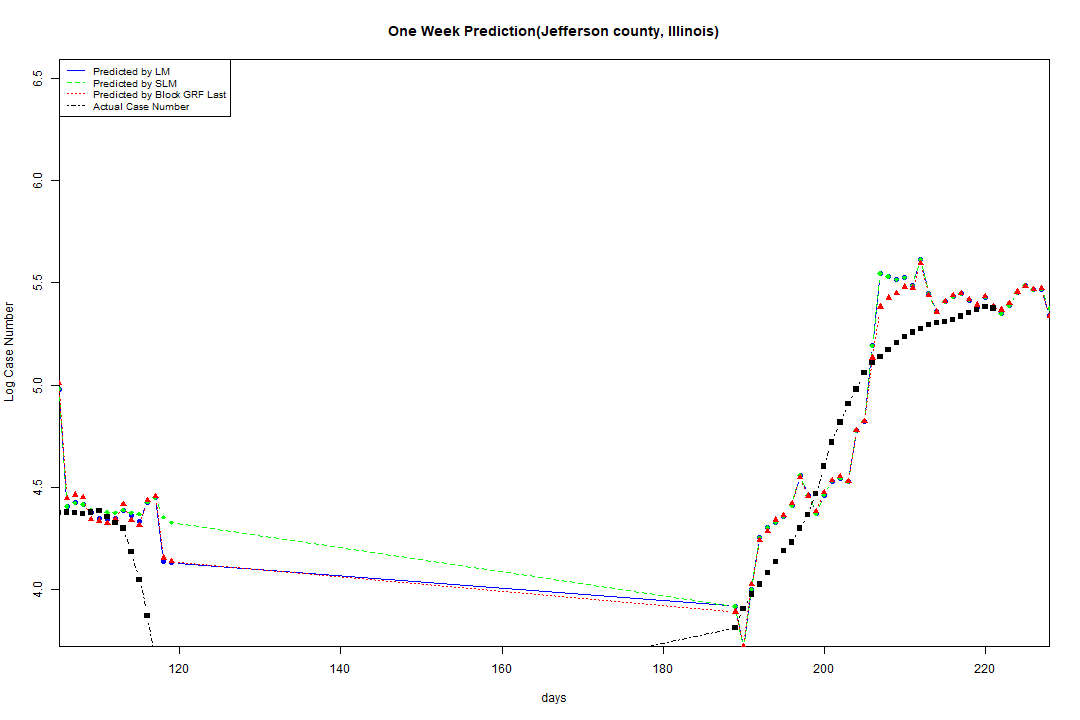 One Week Prediction(Jefferson county, Illinois)
Predicted by LM
Predicted by SLM
Predicted by Block GRF Last
Actual Case Number
6.5
6.0
5.5
5.0
4.5
4.0
Log Case Number
120 140 160 180 200 220
days